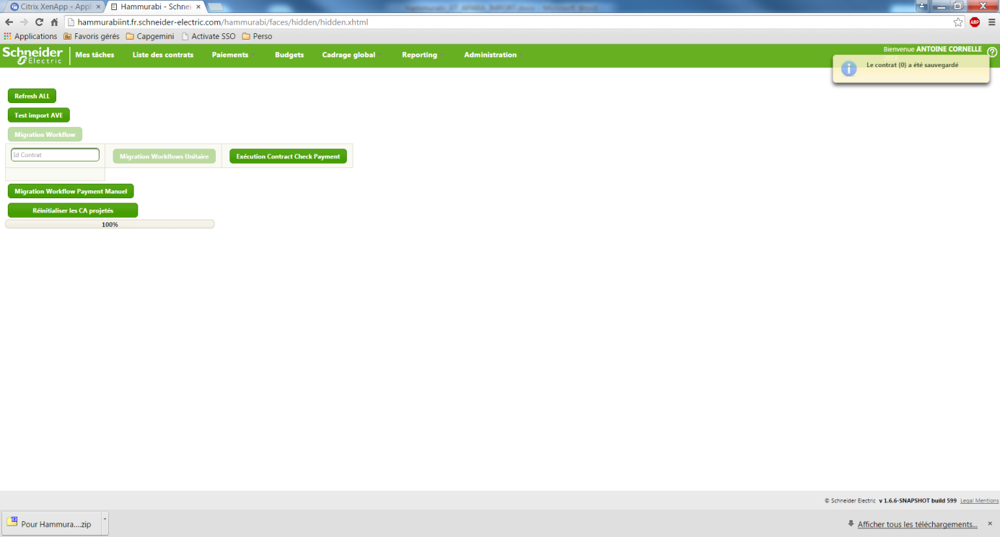 Citrix XenApp - Appl × Hammurabi - Schnei ×
hammurabiint.fr.schneider-electric.com/hammurabi/faces/hidden/hidden.xhtml
ABP
Applications Favoris gérés Capgemini Activate SSO Perso
Schneider Electric
Mes tâches Liste des contrats Paiements Budgets Cadrage global Reporting Administration
Bienvenue ANTOINE CORNELLE
Le contrat (0) a été sauvegardé
Refresh ALL
Test import AVE
Migration Workflow
Id Contrat Migration Workflows Unitaire Exécution Contract Check Payment
Migration Workflow Payment Manuel
Réinitialiser les CA projetés
100%
© Schneider Electric v 1.6.6-SNAPSHOT build 599 Legal Mentions
Pour Hammura....zip Afficher tous les téléchargements... ×